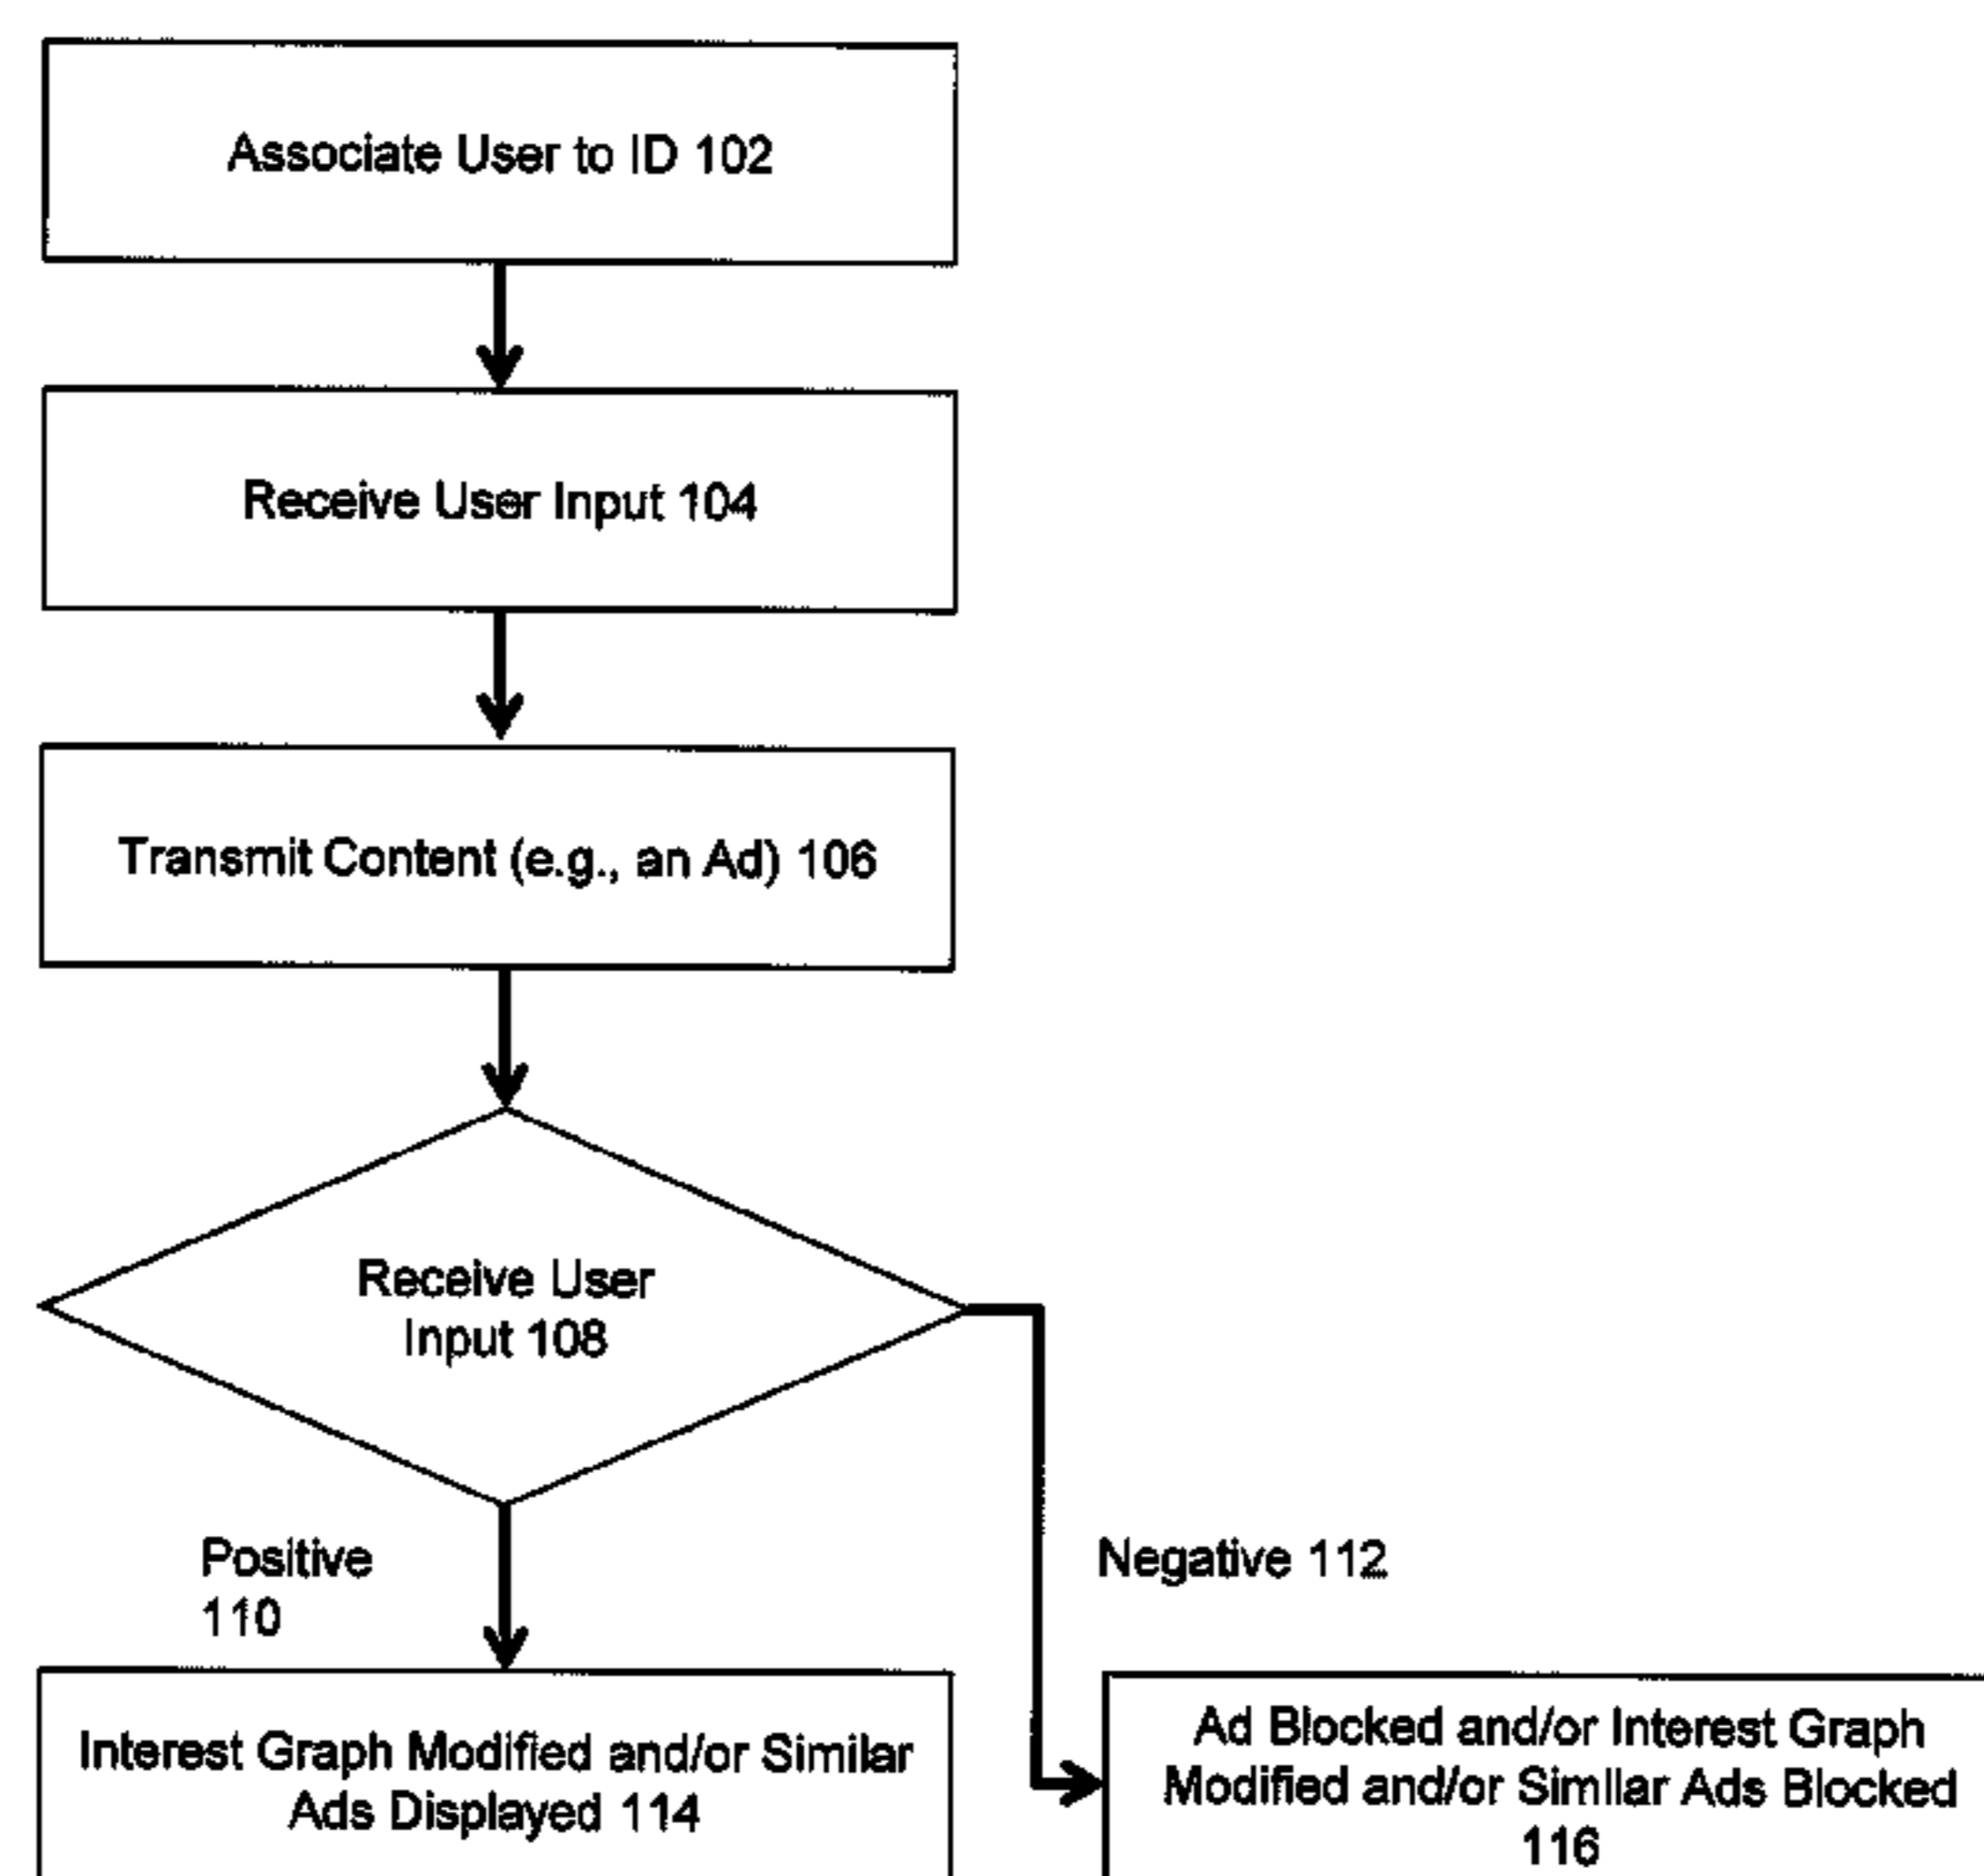 Associate User to ID 102
Receive User Input 104
Transmit Content (e.g., an Ad) 106
Receive User
Input 108
Positive
110
Negative 112
Interest Graph Modified and/or Similar
Ads Displayed 114
Ad Blocked and/or Interest Graph
Modified and/or Similar Ads Blocked
116